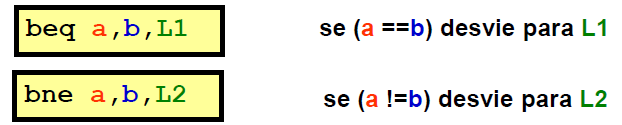 beq a,b,L1 se (a ==b) desvie para L1
bne a,b,L2 se (a !=b) desvie para L2